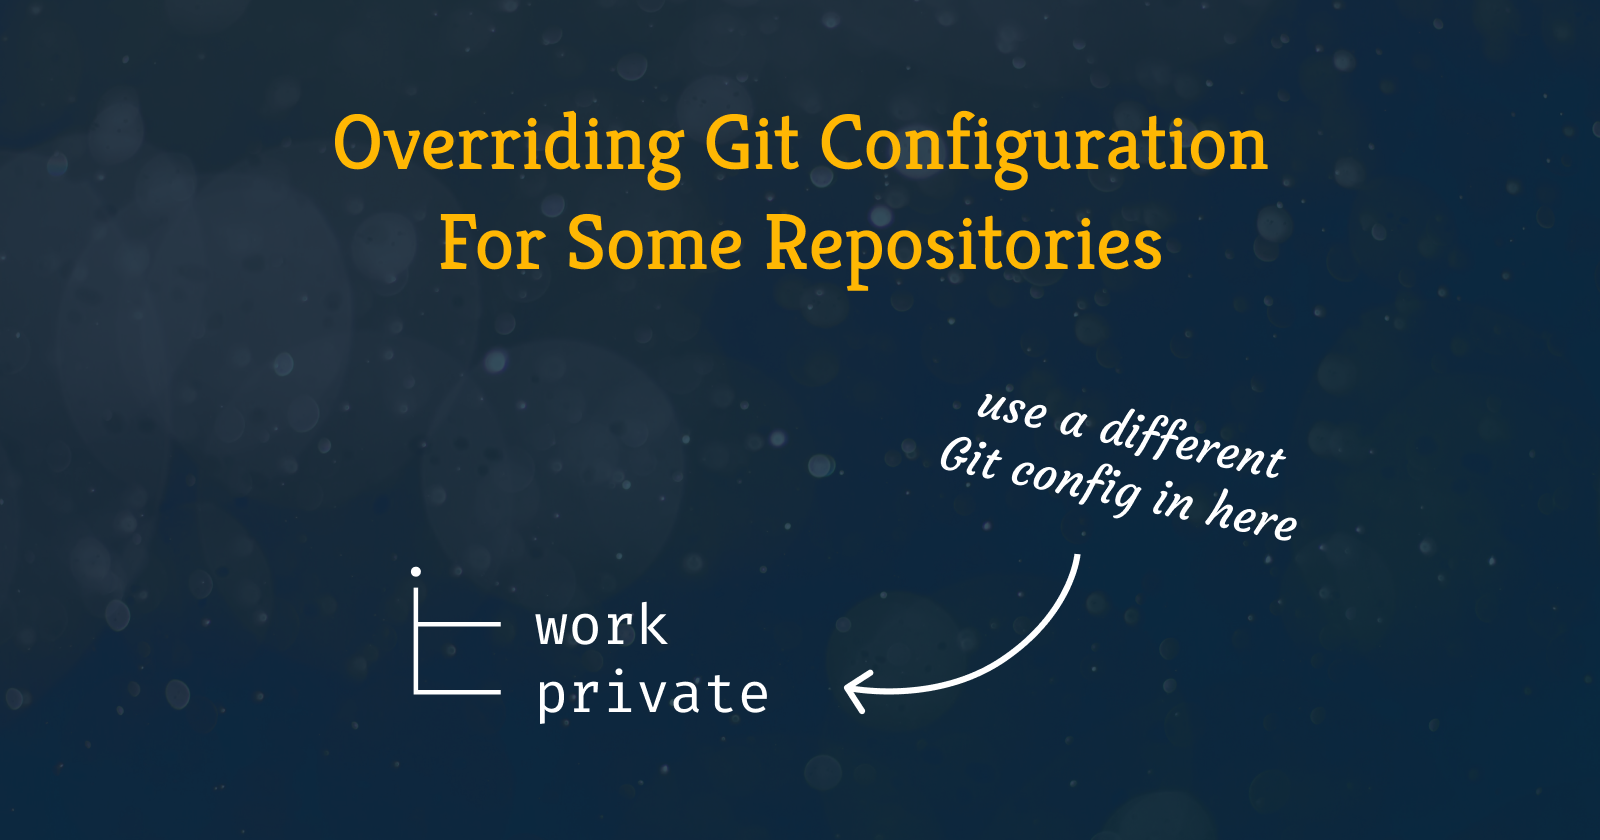 Overriding Git Configuration
For Some Repositories
use a different
Git config in here
.
work
private